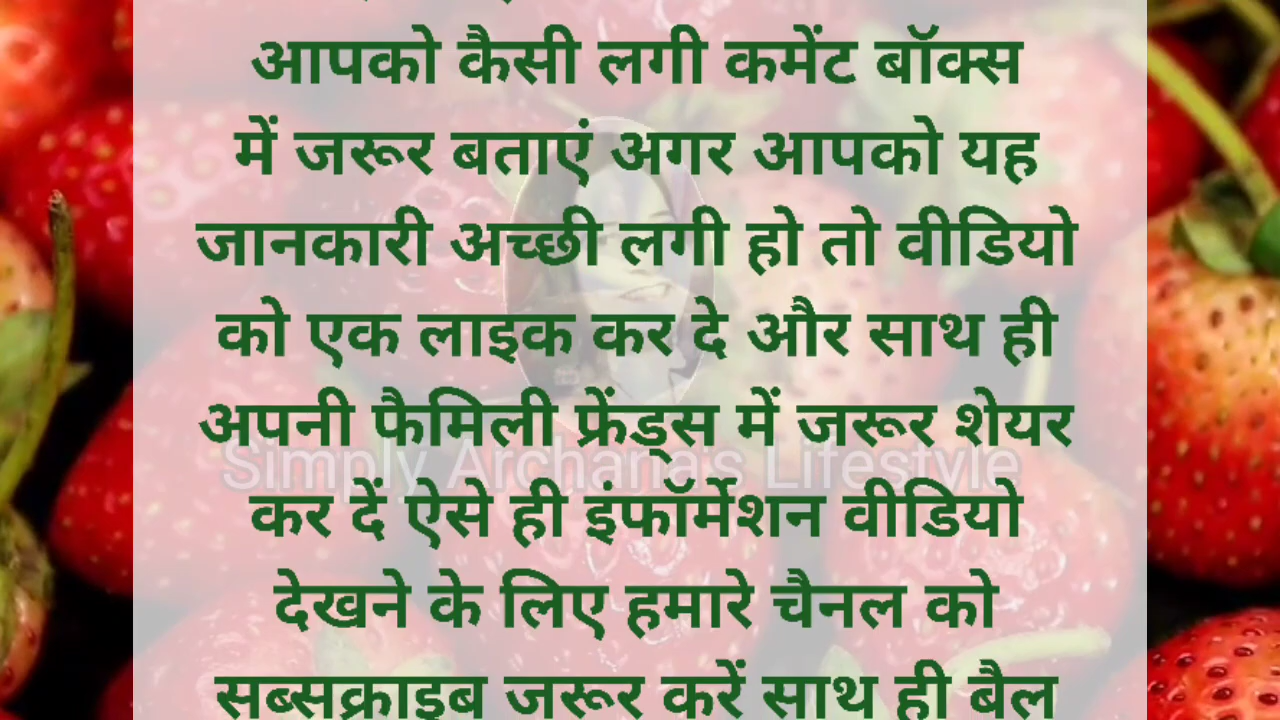 आपको कैसी लगी कमेंट बॉक्स
में जरूर बताएं अगर आपको यह
जानकारी अच्छी लगी हो तो वीडियो
को एक लाइक कर दे और साथ ही
अपनी फैमिली फ्रेंड्स में जरूर शेयर
Simply Archana's Lifestyle
कर दें ऐसे ही इंफॉर्मेशन वीडियो
देखने के लिए हमारे चैनल को
सब्सक्राइब जरूर करें साथ ही बैल